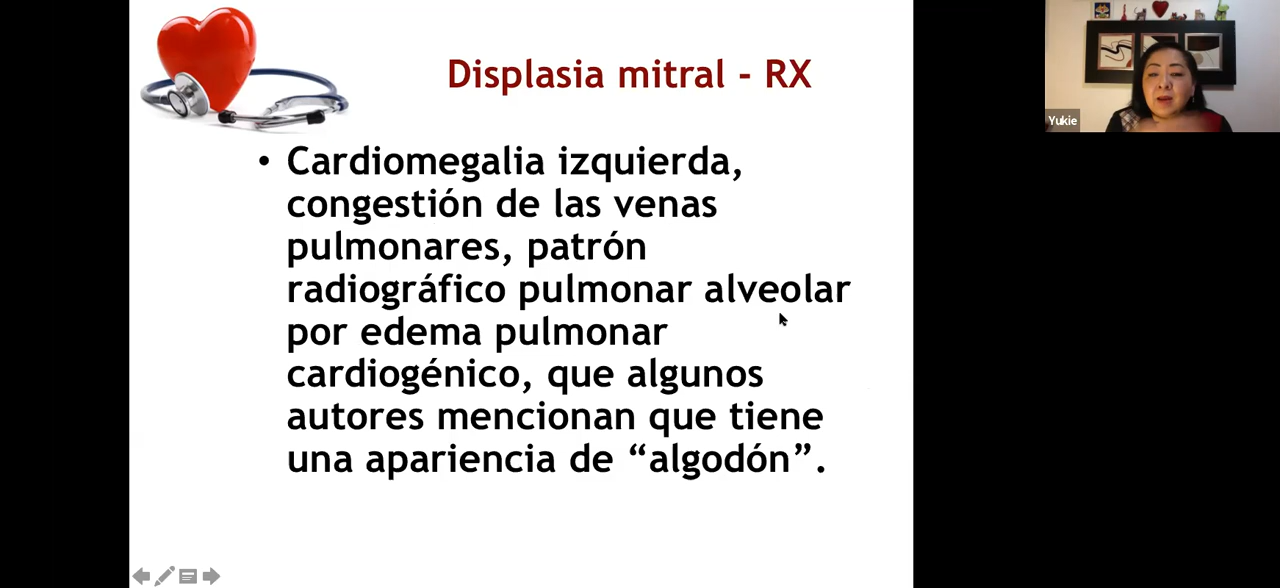 Displasia mitral - RX
• Cardiomegalia izquierda,
congestión de las venas
pulmonares, patrón
radiográfico pulmonar alveolar
por edema pulmonar
cardiogénico, que algunos
autores mencionan que tiene
una apariencia de “algodón”.
Yukie